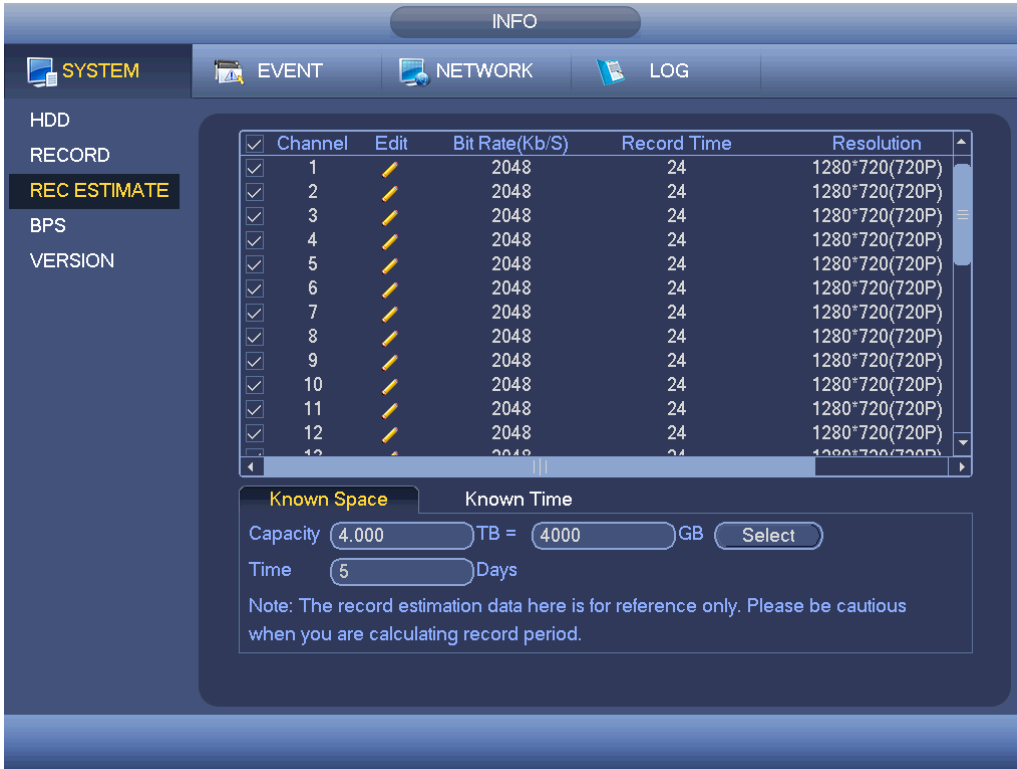 INFO
SYSTEM EVENT NETWORK LOG
HDD
RECORD
REC ESTIMATE
BPS
VERSION
Channel Edit Bit Rate(Kb/S) Record Time Resolution
1 2048 24 1280*720(720P)
2 2048 24 1280*720(720P)
3 2048 24 1280*720(720P)
4 2048 24 1280*720(720P)
5 2048 24 1280*720(720P)
6 2048 24 1280*720(720P)
7 2048 24 1280*720(720P)
8 2048 24 1280*720(720P)
9 2048 24 1280*720(720P)
10 2048 24 1280*720(720P)
11 2048 24 1280*720(720P)
12 2048 24 1280*720(720P)
13 2048 24 1280*720(720P)
Known Space Known Time
Capacity 4.000 TB = 4000 GB Select
Time 5 Days
Note: The record estimation data here is for reference only. Please be cautious
when you are calculating record period.